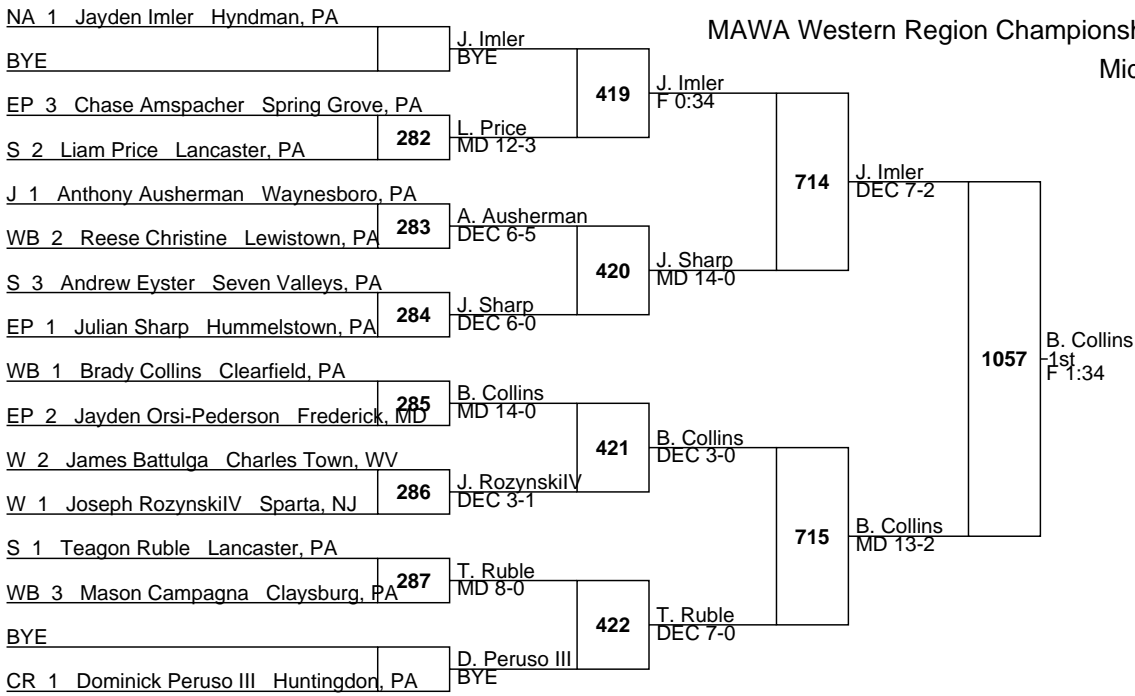 NA 1 Jayden Imler Hyndman, PA
MAWA Western Region Championsh
J. Imler
BYE
BYE
Mic
EP 3 Chase Amspacher Spring Grove, PA
419
J. Imler
F 0:34
282
L. Price
MD 12-3
S 2 Liam Price Lancaster, PA
J 1 Anthony Ausherman Waynesboro, PA
714
J. Imler
DEC 7-2
283
A. Ausherman
DEC 6-5
WB 2 Reese Christine Lewistown, PA
S 3 Andrew Eyster Seven Valleys, PA
420
J. Sharp
MD 14-0
284
J. Sharp
DEC 6-0
EP 1 Julian Sharp Hummelstown, PA
WB 1 Brady Collins Clearfield, PA
1057
B. Collins
1st
F 1:34
285
B. Collins
MD 14-0
EP 2 Jayden Orsi-Pederson Frederick, MD
W 2 James Battulga Charles Town, WV
421
B. Collins
DEC 3-0
286
J. RozynskiIV
DEC 3-1
W 1 Joseph RozynskiIV Sparta, NJ
S 1 Teagon Ruble Lancaster, PA
715
B. Collins
MD 13-2
287
T. Ruble
MD 8-0
WB 3 Mason Campagna Claysburg, PA
422
T. Ruble
DEC 7-0
BYE
D. Peruso III
BYE
CR 1 Dominick Peruso III Huntingdon, PA